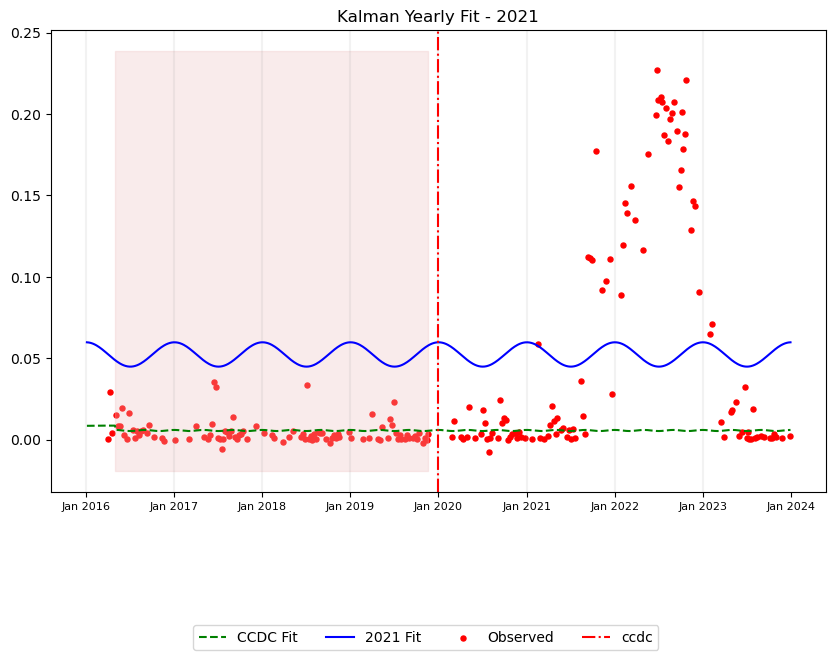 Kalman Yearly Fit - 2021
0.25
0.20
0.15
0.10
0.05
0.00
Jan 2016 Jan 2017 Jan 2018 Jan 2019 Jan 2020 Jan 2021 Jan 2022 Jan 2023 Jan 2024
CCDC Fit 2021 Fit Observed ccdc